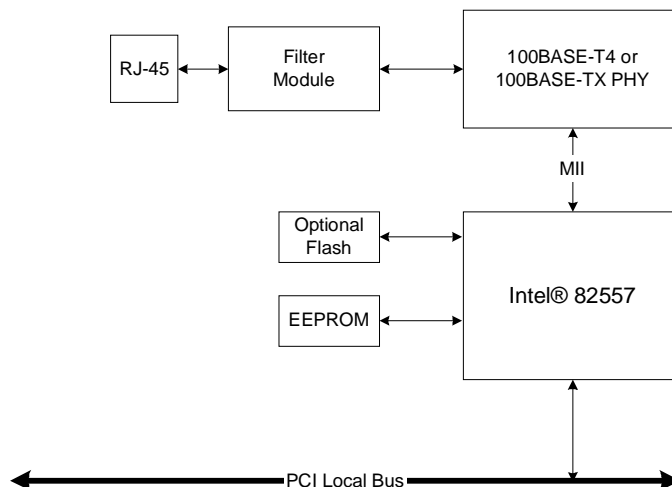 RJ-45
Filter
Module
100BASE-T4 or
100BASE-TX PHY
MII
Optional
Flash
Intel® 82557
EEPROM
PCI Local Bus